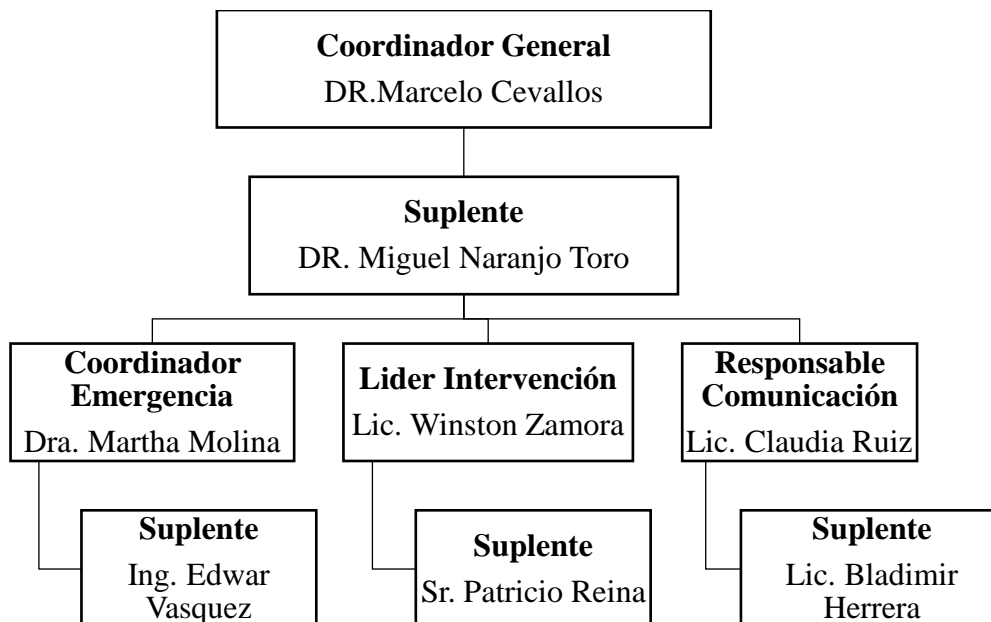 Coordinador General
DR.Marcelo Cevallos
Suplente
DR. Miguel Naranjo Toro
Coordinador
Emergencia
Dra. Martha Molina
Lider Intervención
Lic. Winston Zamora
Responsable
Comunicación
Lic. Claudia Ruiz
Suplente
Ing. Edwar
Vasquez
Suplente
Sr. Patricio Reina
Suplente
Lic. Bladimir
Herrera